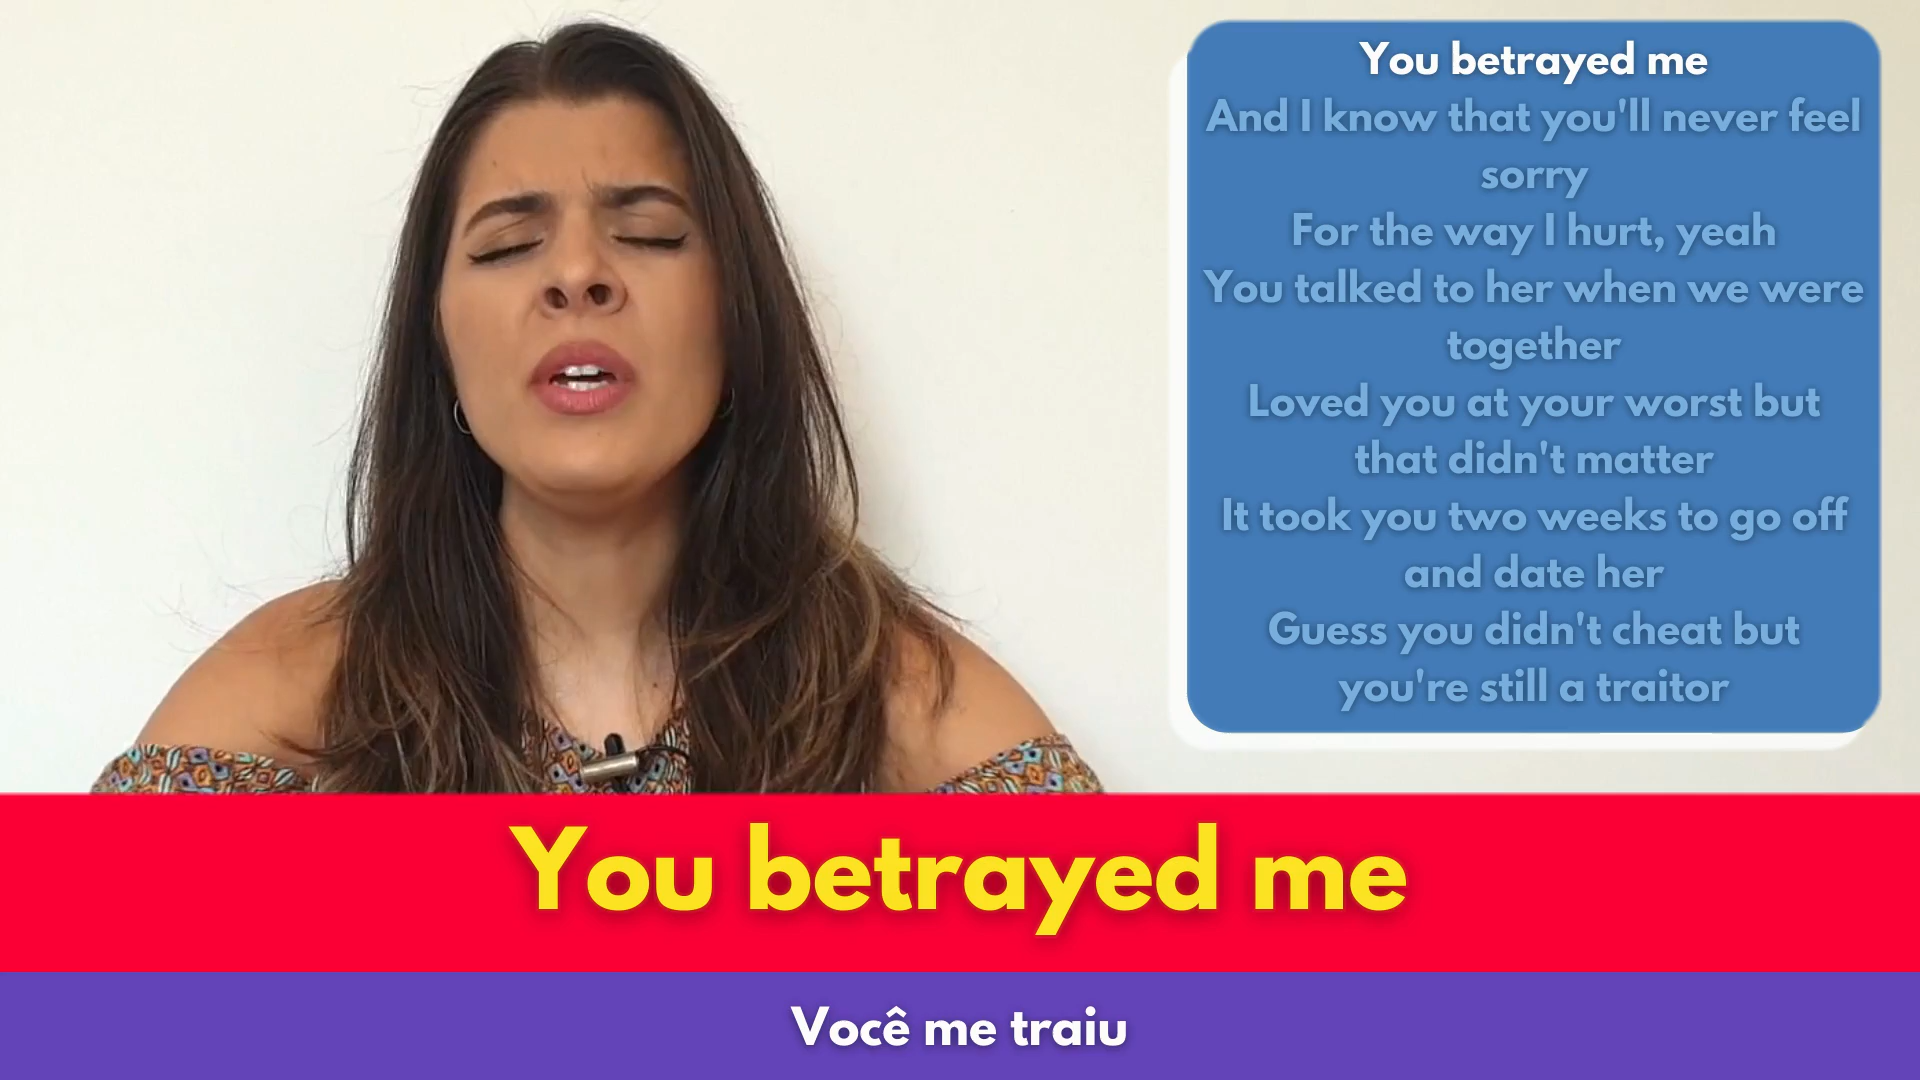 You betrayed me
And I know that you'll never feel
sorry
For the way I hurt, yeah
You talked to her when we were
together
Loved you at your worst but
that didn't matter
It took you two weeks to go off
and date her
Guess you didn't cheat but
you're still a traitor
You betrayed me
Você me traiu